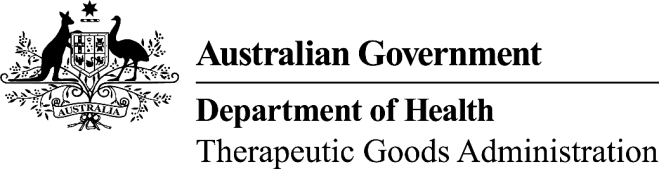 AUSTRALIA
Australian Government
Department of Health
Therapeutic Goods Administration